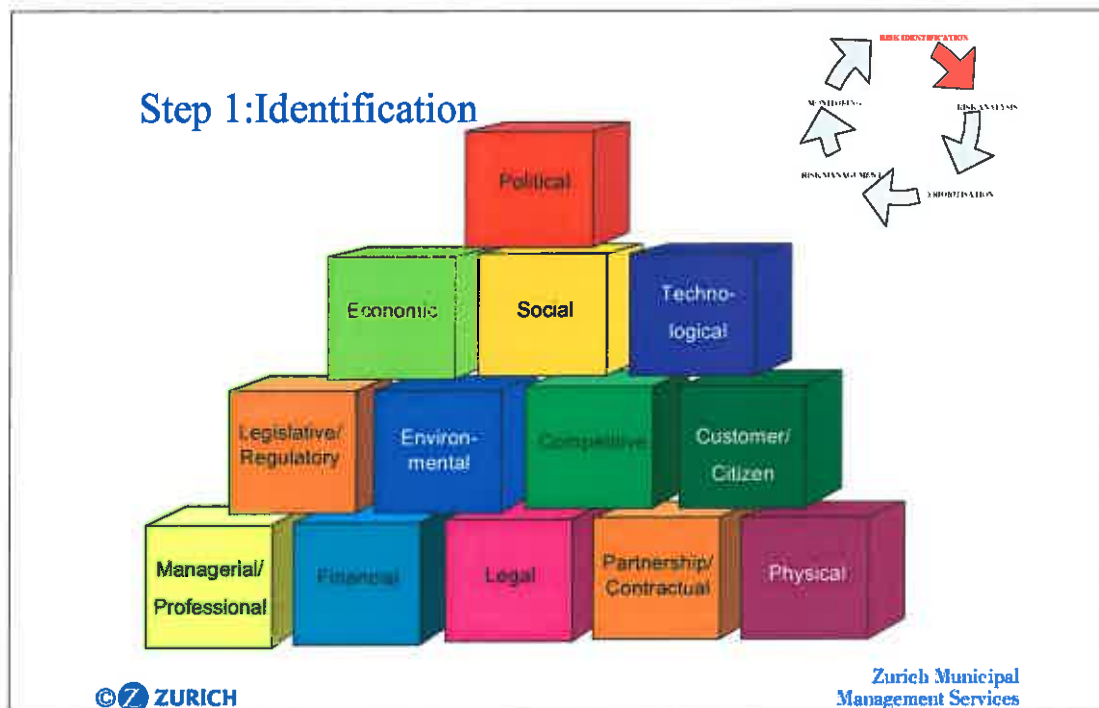 RISK IDENTIFICATION
Step 1:Identification
MONITORING
RISK ANALYSIS
RISK MANAGEMENT
PRIORITISATION
Political
Economic
Social
Techno-
logical
Legislative/
Regulatory
Environ-
mental
Competitive
Customer/
Citizen
Managerial/
Professional
Financial
Legal
Partnership/
Contractual
Physical
© Z ZURICH
Zurich Municipal
Management Services